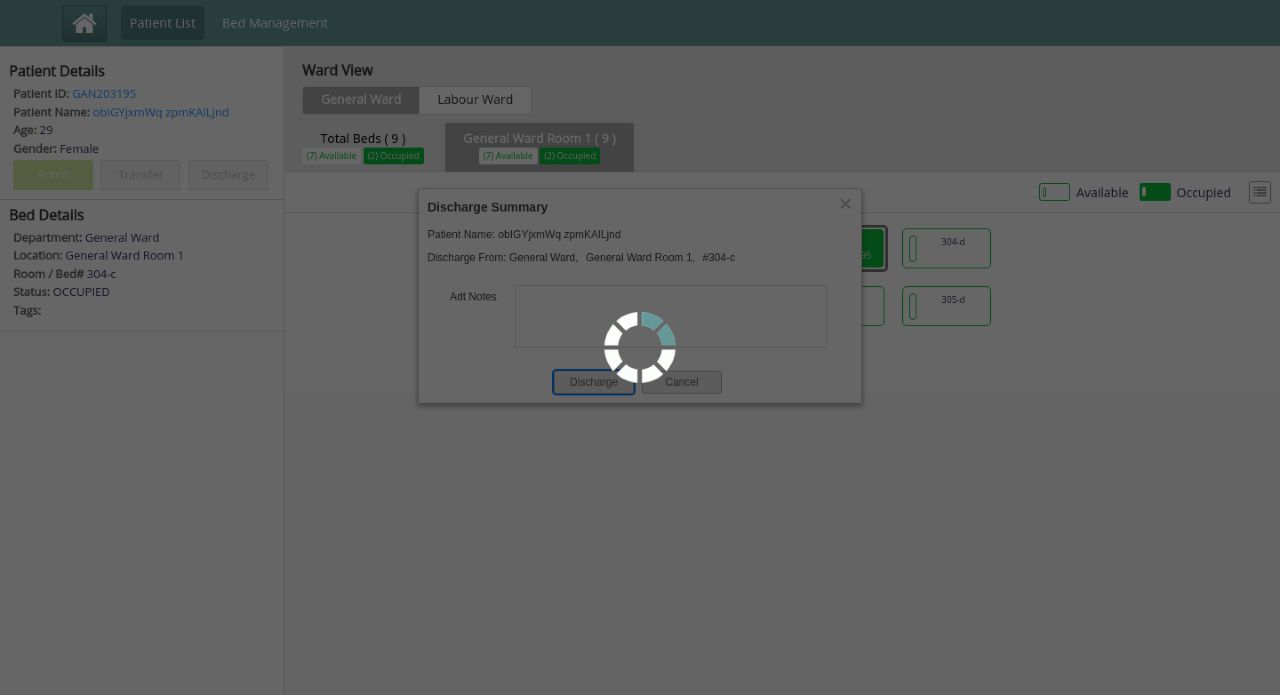 Patient List
Bed Management
Patient Details
Patient ID: GAN203195
Patient Name: obIGYjxmWq zpmKAlLjnd
Age: 29
Gender: Female
Admit
Transfer
Discharge
Bed Details
Department: General Ward
Location: General Ward Room 1
Room / Bed# 304-c
Status: OCCUPIED
Tags:
Ward View
General Ward
Labour Ward
Total Beds ( 9 )
(7) Available
(2) Occupied
General Ward Room 1 ( 9 )
(7) Available
(2) Occupied
Available
Occupied
95
304-d
305-d
Discharge Summary
Patient Name: obIGYjxmWq zpmKAlLjnd
Discharge From: General Ward, General Ward Room 1, #304-c
Adt Notes
Discharge
Cancel